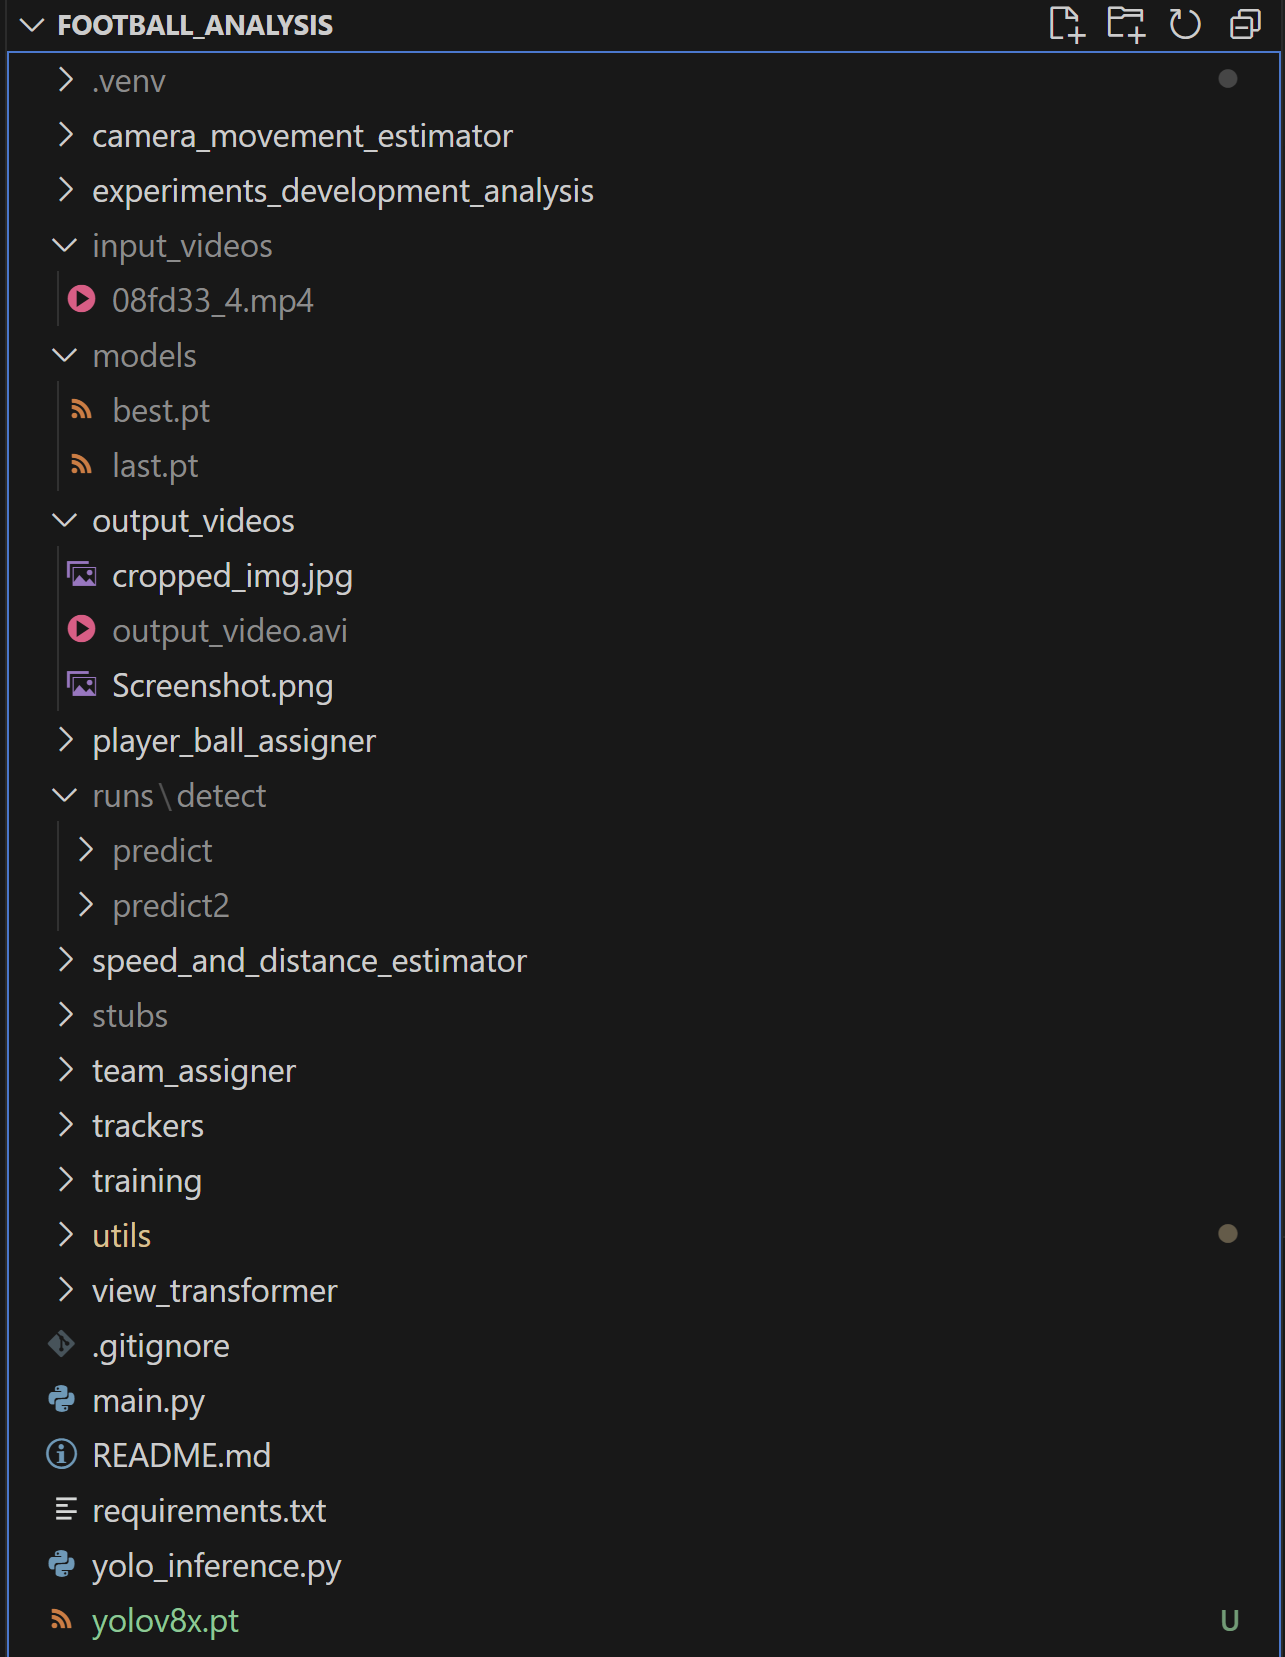 FOOTBALL_ANALYSIS
.venv
camera_movement_estimator
experiments_development_analysis
input_videos
08fd33_4.mp4
models
best.pt
last.pt
output_videos
cropped_img.jpg
output_video.avi
Screenshot.png
player_ball_assigner
runs\detect
predict
predict2
speed_and_distance_estimator
stubs
team_assigner
trackers
training
utils
view_transformer
.gitignore
main.py
README.md
requirements.txt
yolo_inference.py
yolov8x.pt U